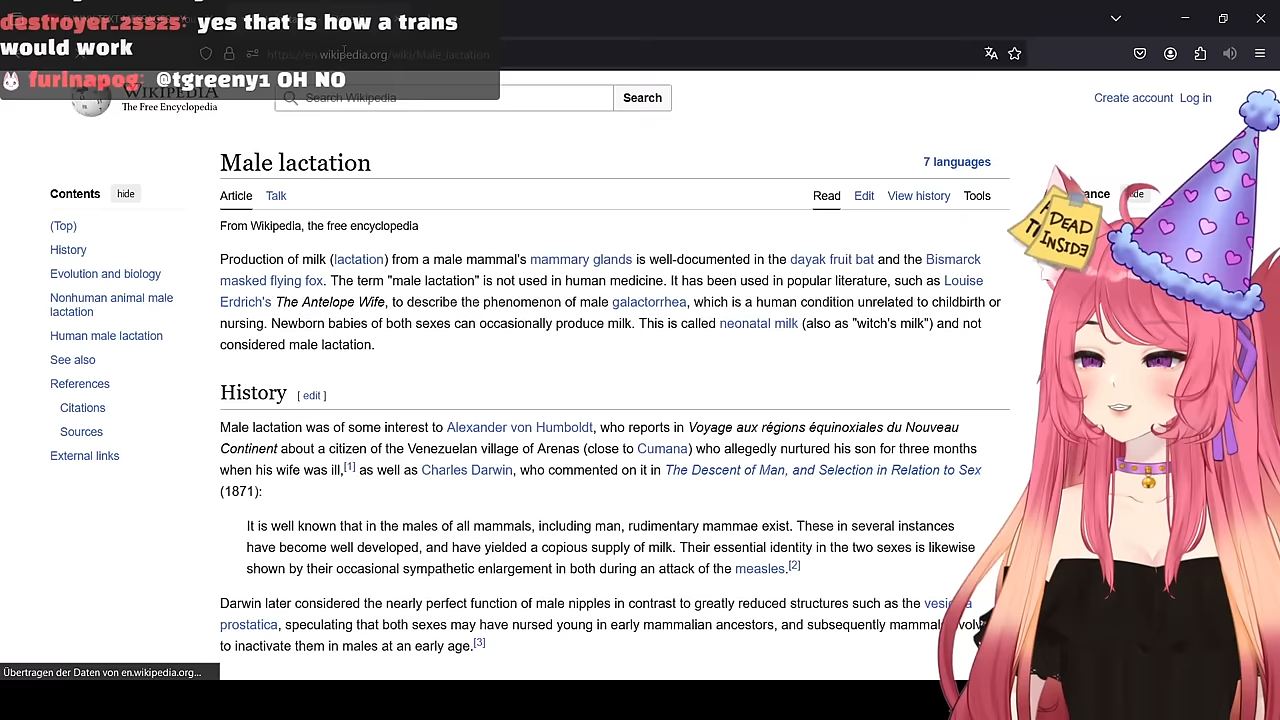 destroyer_2552s: yes that is how a trans
would work
furinapog: @tgreeny1 OH NO
https://en.wikipedia.org/wiki/Male_lactation
WIKIPEDIA
The Free Encyclopedia
Search Wikipedia
Search
Create account Log in
Male lactation
7 languages
Contents hide
Article Talk
Read Edit View history Tools
hide
(Top)
History
Evolution and biology
Nonhuman animal male
lactation
Human male lactation
See also
References
Citations
Sources
External links
From Wikipedia, the free encyclopedia
Production of milk (lactation) from a male mammal's mammary glands is well-documented in the dayak fruit bat and the Bismarck
masked flying fox. The term "male lactation" is not used in human medicine. It has been used in popular literature, such as Louise
Erdrich's The Antelope Wife, to describe the phenomenon of male galactorrhea, which is a human condition unrelated to childbirth or
nursing. Newborn babies of both sexes can occasionally produce milk. This is called neonatal milk (also as "witch's milk") and not
considered male lactation.
History [ edit ]
Male lactation was of some interest to Alexander von Humboldt, who reports in Voyage aux régions équinoxiales du Nouveau
Continent about a citizen of the Venezuelan village of Arenas (close to Cumana) who allegedly nurtured his son for three months
when his wife was ill,[1] as well as Charles Darwin, who commented on it in The Descent of Man, and Selection in Relation to Sex
(1871):
It is well known that in the males of all mammals, including man, rudimentary mammae exist. These in several instances
have become well developed, and have yielded a copious supply of milk. Their essential identity in the two sexes is likewise
shown by their occasional sympathetic enlargement in both during an attack of the measles.[2]
Darwin later considered the nearly perfect function of male nipples in contrast to greatly reduced structures such as the
prostatica, speculating that both sexes may have nursed young in early mammalian ancestors, and subsequently
to inactivate them in males at an early age.[3]
Übertragen der Daten von en.wikipedia.org...
DEAD
INSIDE